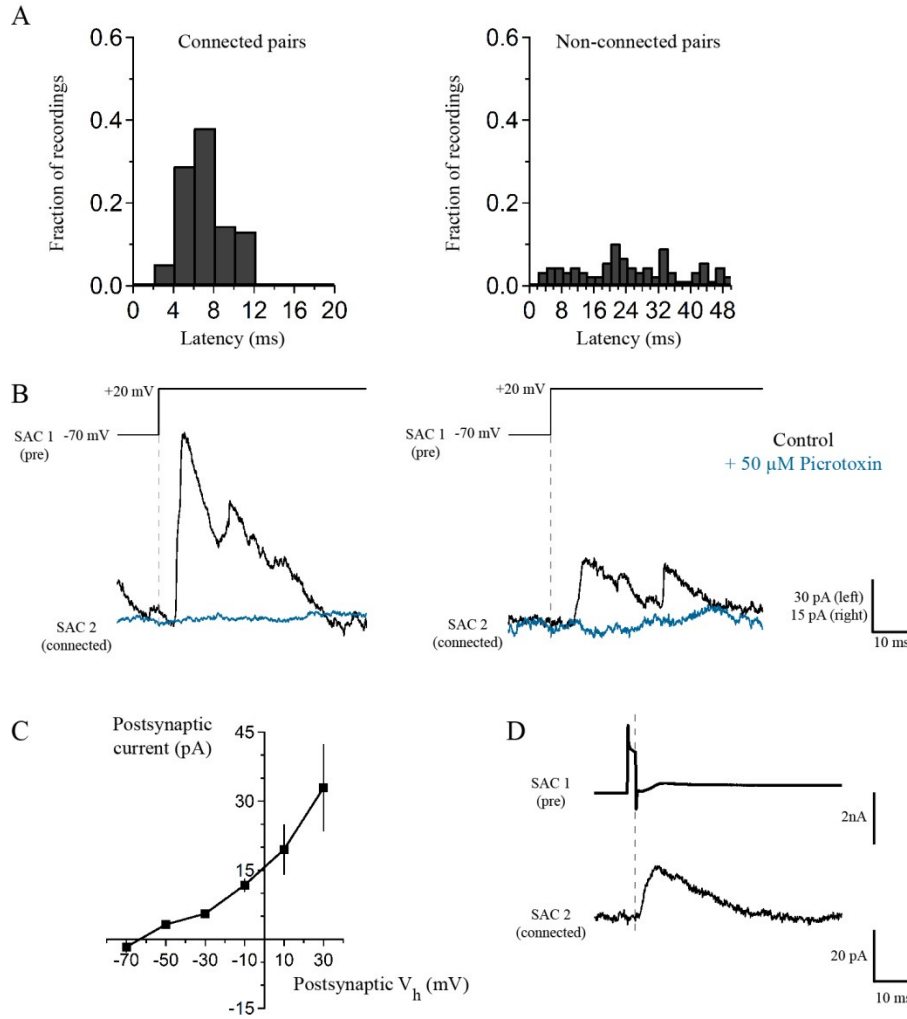 A
Connected pairs
Fraction of recordings
0.6
0.4
0.2
0.0
0 4 8 12 16 20
Latency (ms)
Non-connected pairs
Fraction of recordings
0.6
0.4
0.2
0.0
0 8 16 24 32 40 48
Latency (ms)
B
+20 mV
SAC 1
(pre)
-70 mV
SAC 2
(connected)
+20 mV
SAC 1
(pre)
-70 mV
SAC 2
(connected)
Control
+ 50 µM Picrotoxin
30 pA (left)
15 pA (right)
10 ms
C
Postsynaptic
current (pA)
45
30
15
-15
-70 -50 -30 -10 10 30
Postsynaptic Vh (mV)
D
SAC 1
(pre)
2nA
SAC 2
(connected)
20 pA
10 ms